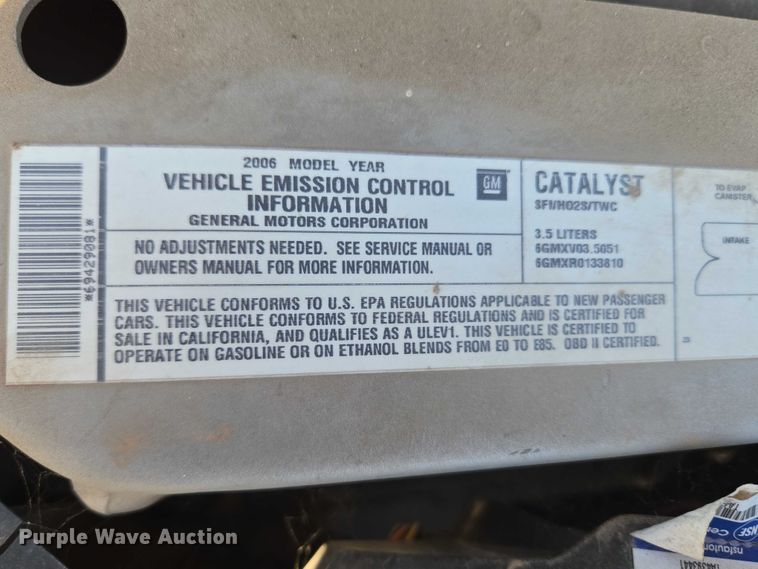 *69429081*
2006 MODEL YEAR
VEHICLE EMISSION CONTROL
INFORMATION
GENERAL MOTORS CORPORATION
GM
NO ADJUSTMENTS NEEDED. SEE SERVICE MANUAL OR
OWNERS MANUAL FOR MORE INFORMATION.
CATALYST
SFI/HO2S/TWC
3.5 LITERS
6GMXV03.5051
6GMXR0133810
THIS VEHICLE CONFORMS TO U.S. EPA REGULATIONS APPLICABLE TO NEW PASSENGER
CARS. THIS VEHICLE CONFORMS TO FEDERAL REGULATIONS AND IS CERTIFIED FOR
SALE IN CALIFORNIA, AND QUALIFIES AS A ULEV1. THIS VEHICLE IS CERTIFIED TO
OPERATE ON GASOLINE OR ON ETHANOL BLENDS FROM E0 TO E85. OBD II CERTIFIED.
TO EVAP
CANISTER
INTAKE
Purple Wave Auction